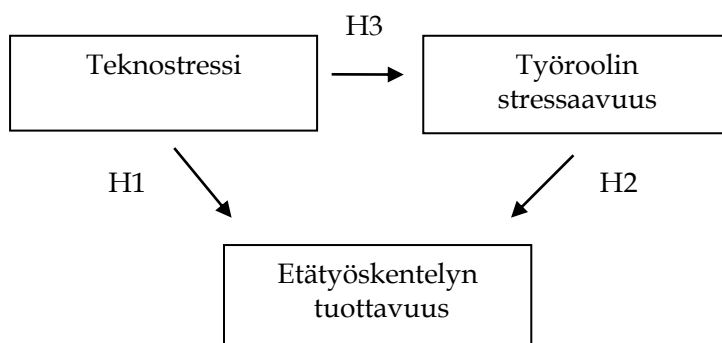 H3
Teknostressi
Työroolin
stressaavuus
H1
H2
Etätyöskentelyn
tuottavuus